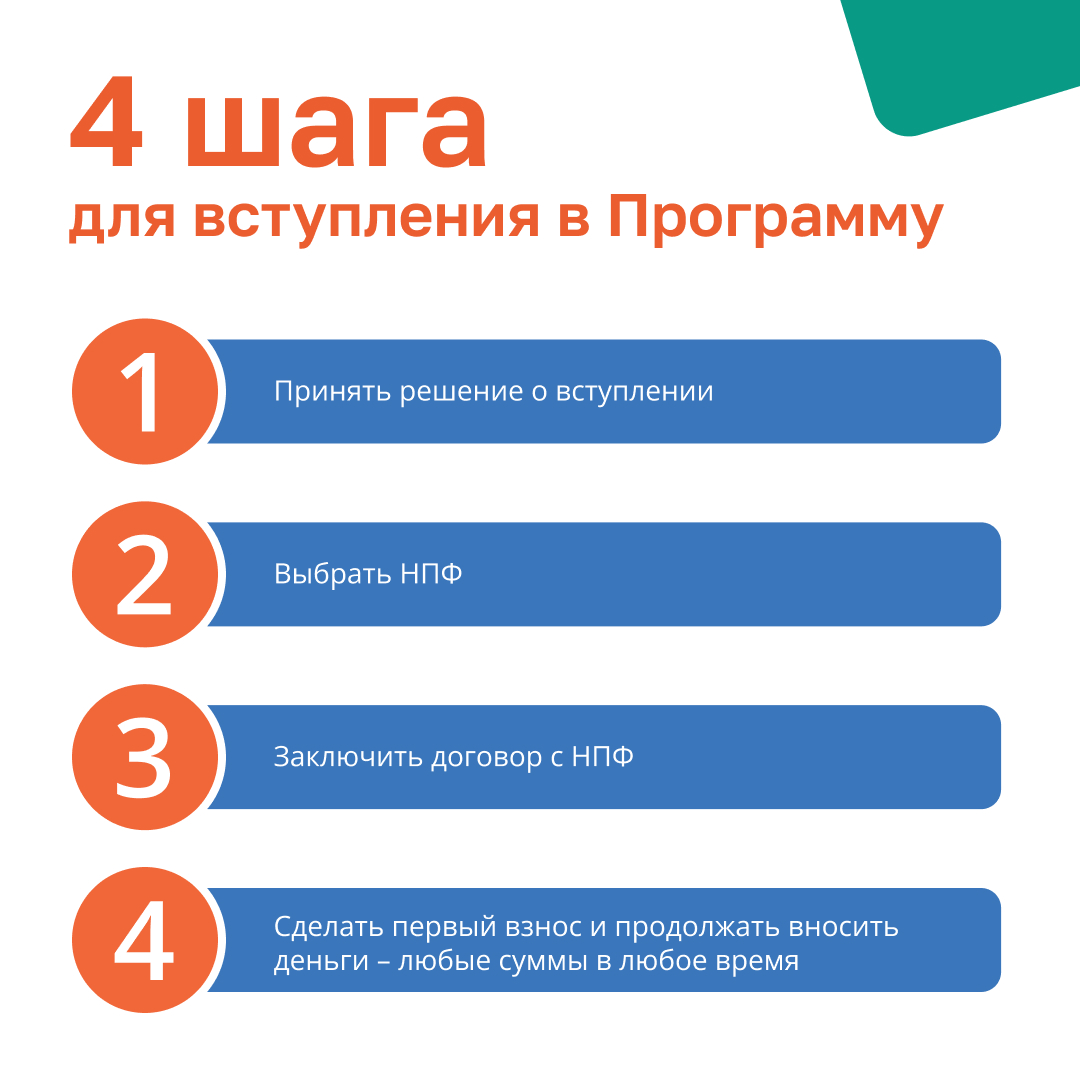 4 шага
для вступления в Программу
1
Принять решение о вступлении
2
Выбрать НПФ
3
Заключить договор с НПФ
4
Сделать первый взнос и продолжать вносить
деньги – любые суммы в любое время